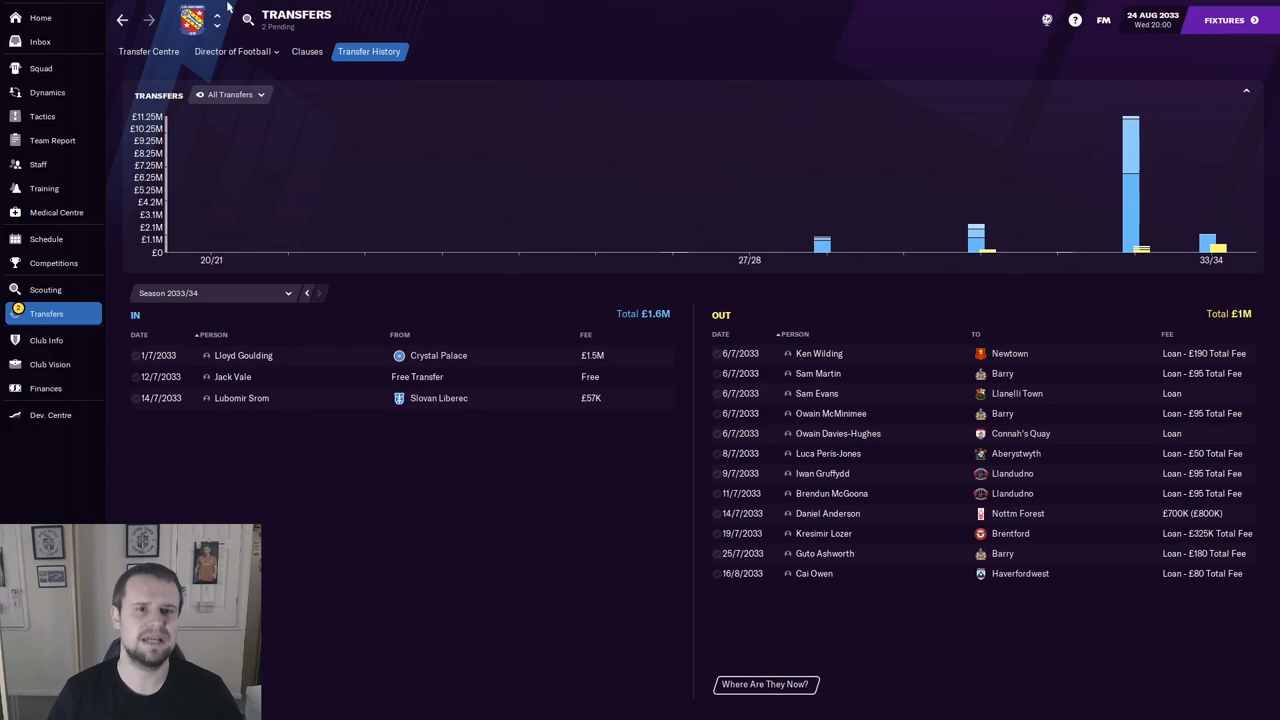 Home
Inbox
Squad
Dynamics
Tactics
Team Report
Staff
Training
Medical Centre
Schedule
Competitions
Scouting
2
Transfers
Club Info
Club Vision
Finances
Dev. Centre
TRANSFERS
2 Pending
? FM 24 AUG 2033 FIXTURES
Wed 20:00
Transfer Centre Director of Football Clauses Transfer History
TRANSFERS All Transfers
£11.25M
£10.25M
£9.25M
£8.25M
£7.25M
£6.25M
£5.25M
£4.2M
£3.1M
£2.1M
£1.1M
£0
20/21 27/28 33/34
Season 2033/34
IN Total £1.6M
DATE PERSON FROM FEE
1/7/2033 Lloyd Goulding Crystal Palace £1.5M
12/7/2033 Jack Vale Free Transfer Free
14/7/2033 Lubomir Srom Slovan Liberec £57K
OUT Total £1M
DATE PERSON TO FEE
6/7/2033 Ken Wilding Newtown Loan - £190 Total Fee
6/7/2033 Sam Martin Barry Loan - £95 Total Fee
6/7/2033 Sam Evans Llanelli Town Loan
6/7/2033 Owain McMinimee Barry Loan - £95 Total Fee
6/7/2033 Owain Davies-Hughes Connah's Quay Loan
8/7/2033 Luca Peris-Jones Aberystwyth Loan - £50 Total Fee
9/7/2033 Iwan Gruffydd Llandudno Loan - £95 Total Fee
11/7/2033 Brendun McGoona Llandudno Loan - £95 Total Fee
14/7/2033 Daniel Anderson Nottm Forest £700K (£800K)
19/7/2033 Kresimir Lozer Brentford Loan - £325K Total Fee
25/7/2033 Guto Ashworth Barry Loan - £180 Total Fee
16/8/2033 Cai Owen Haverfordwest Loan - £80 Total Fee
Where Are They Now?